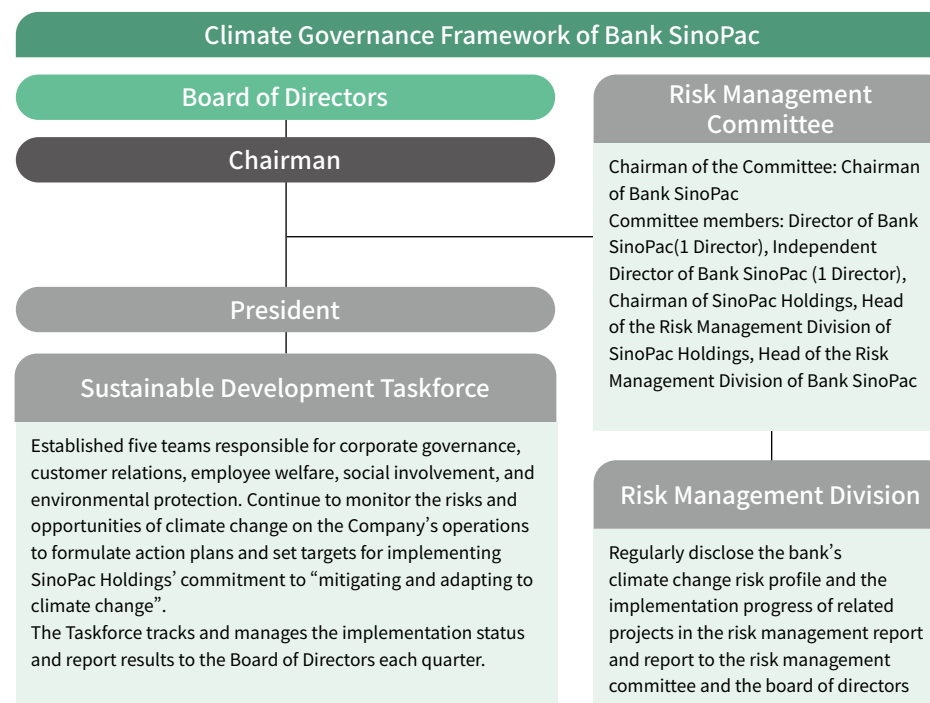 Climate Governance Framework of Bank SinoPac
Board of Directors
Chairman
President
Sustainable Development Taskforce
Established five teams responsible for corporate governance,
customer relations, employee welfare, social involvement, and
environmental protection. Continue to monitor the risks and
opportunities of climate change on the Company’s operations
to formulate action plans and set targets for implementing
SinoPac Holdings’ commitment to “mitigating and adapting to
climate change”.
The Taskforce tracks and manages the implementation status
and report results to the Board of Directors each quarter.
Risk Management
Committee
Chairman of the Committee: Chairman
of Bank SinoPac
Committee members: Director of Bank
SinoPac(1 Director), Independent
Director of Bank SinoPac (1 Director),
Chairman of SinoPac Holdings, Head
of the Risk Management Division of
SinoPac Holdings, Head of the Risk
Management Division of Bank SinoPac
Risk Management Division
Regularly disclose the bank’s
climate change risk profile and the
implementation progress of related
projects in the risk management report
and report to the risk management
committee and the board of directors